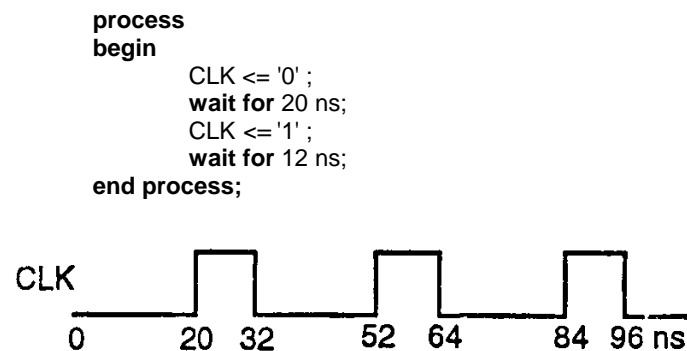 process
begin
CLK <= '0' ;
wait for 20 ns;
CLK <= '1' ;
wait for 12 ns;
end process;
CLK
0 20 32 52 64 84 96 ns